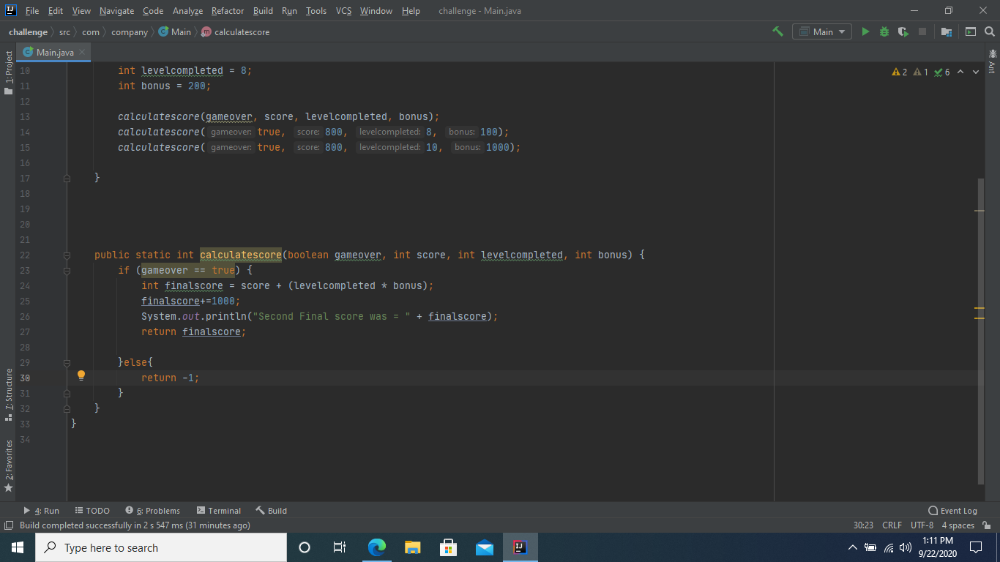 File Edit View Navigate Code Analyze Refactor Build Run Tools VCS Window Help challenge - Main.java
challenge src com company Main calculatescore Main
1: Project
Main.java
Ant
2 1 6
10 int levelcompleted = 8;
11 int bonus = 200;
12
13 calculatescore(gameover, score, levelcompleted, bonus);
14 calculatescore( gameover: true, score: 800, levelcompleted: 8, bonus: 100);
15 calculatescore( gameover: true, score: 800, levelcompleted: 10, bonus: 1000);
16
17 }
18
19
20
21
22 public static int calculatescore(boolean gameover, int score, int levelcompleted, int bonus) {
23 if (gameover == true) {
24 int finalscore = score + (levelcompleted * bonus);
25 finalscore+=1000;
26 System.out.println("Second Final score was = " + finalscore);
27 return finalscore;
28
29 }else{
30 return -1;
31 }
32 }
33 }
34
7: Structure
2: Favorites
4: Run TODO 6: Problems Terminal Build Event Log
Build completed successfully in 2 s 547 ms (31 minutes ago) 30:23 CRLF UTF-8 4 spaces
Type here to search
1:11 PM
9/22/2020